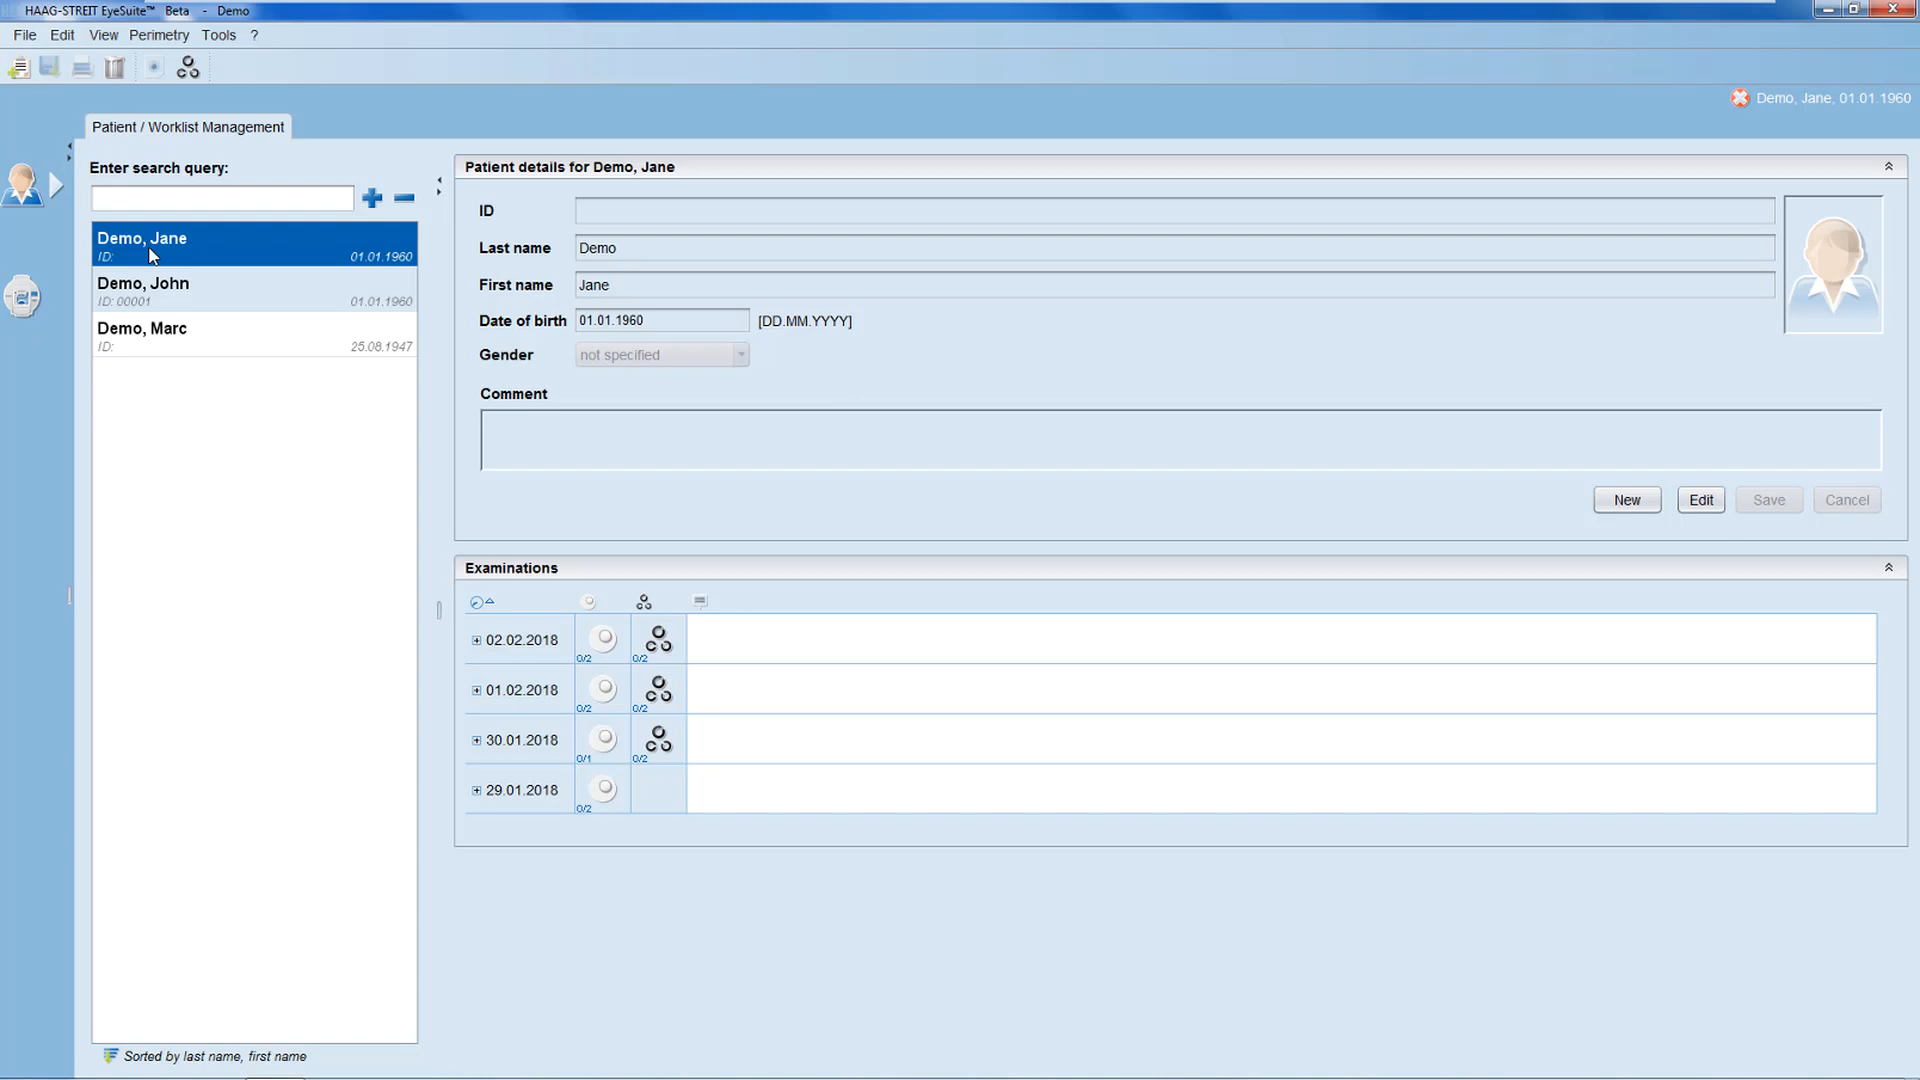 HAAG-STREIT EyeSuite™ Beta - Demo
File Edit View Perimetry Tools ?
Demo, Jane, 01.01.1960
Patient / Worklist Management
Enter search query:
Demo, Jane
ID: 01.01.1960
Demo, John
ID: 00001 01.01.1960
Demo, Marc
ID: 25.08.1947
Sorted by last name, first name
Patient details for Demo, Jane
ID
Last name Demo
First name Jane
Date of birth 01.01.1960 [DD.MM.YYYY]
Gender not specified
Comment
New Edit Save Cancel
Examinations
02.02.2018 0/2 0/2
01.02.2018 0/2 0/2
30.01.2018 0/1 0/2
29.01.2018 0/2